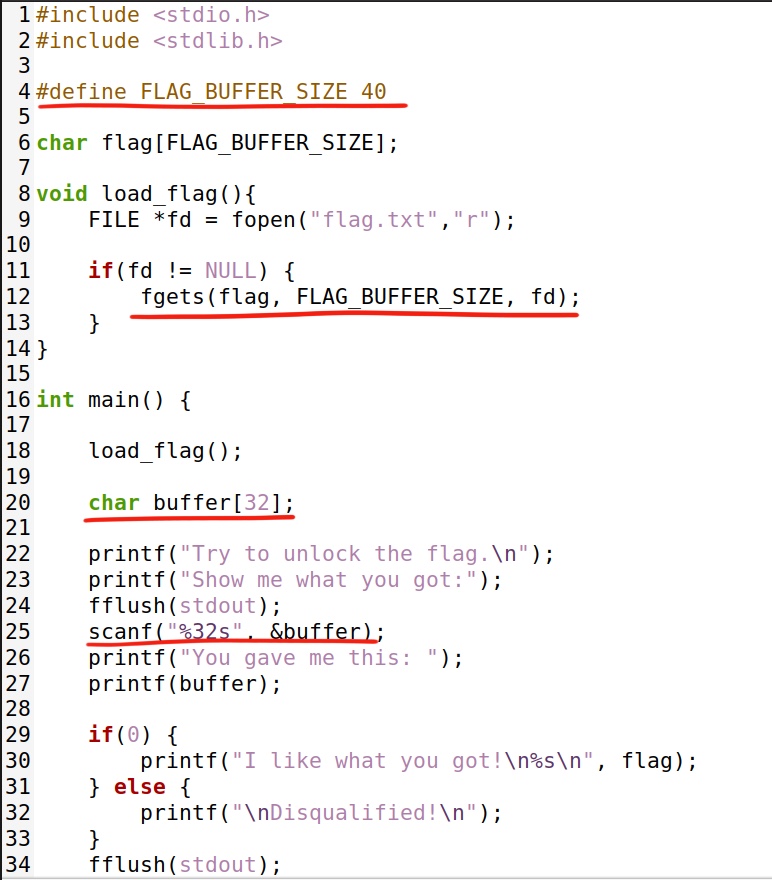 1 #include <stdio.h>
2 #include <stdlib.h>
3
4 #define FLAG_BUFFER_SIZE 40
5
6 char flag[FLAG_BUFFER_SIZE];
7
8 void load_flag(){
9     FILE *fd = fopen("flag.txt","r");
10
11     if(fd != NULL) {
12         fgets(flag, FLAG_BUFFER_SIZE, fd);
13     }
14 }
15
16 int main() {
17
18     load_flag();
19
20     char buffer[32];
21
22     printf("Try to unlock the flag.\n");
23     printf("Show me what you got:");
24     fflush(stdout);
25     scanf("%32s", &buffer);
26     printf("You gave me this: ");
27     printf(buffer);
28
29     if(0) {
30         printf("I like what you got!\n%s\n", flag);
31     } else {
32         printf("\nDisqualified!\n");
33     }
34     fflush(stdout);